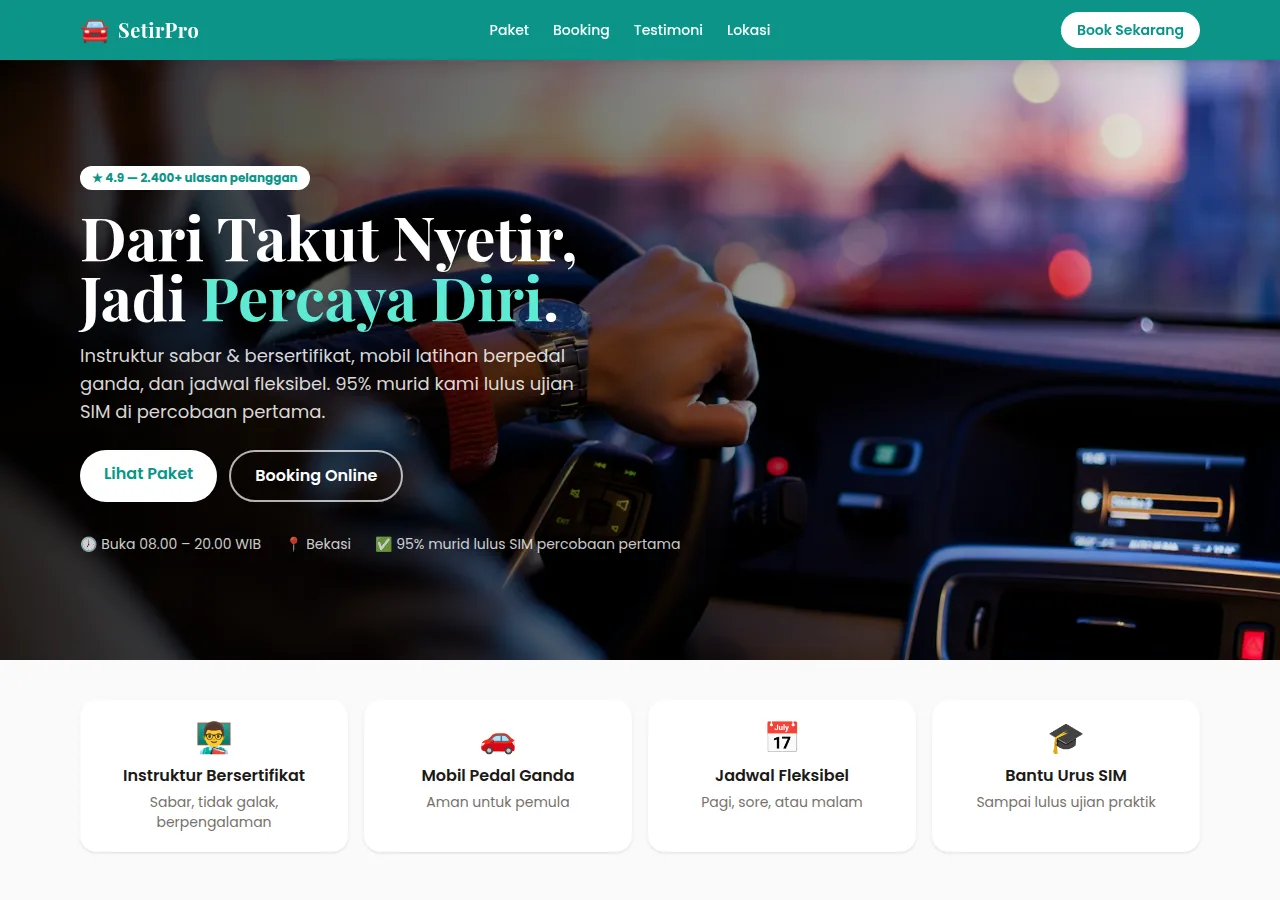 SetirPro
Paket
Booking
Testimoni
Lokasi
Book Sekarang
★ 4.9 — 2.400+ ulasan pelanggan
Dari Takut Nyetir,
Jadi Percaya Diri.
Instruktur sabar & bersertifikat, mobil latihan berpedal
ganda, dan jadwal fleksibel. 95% murid kami lulus ujian
SIM di percobaan pertama.
Lihat Paket
Booking Online
Buka 08.00 – 20.00 WIB
Bekasi
95% murid lulus SIM percobaan pertama
EXIT
Instruktur Bersertifikat
Sabar, tidak galak,
berpengalaman
Mobil Pedal Ganda
Aman untuk pemula
July
17
Jadwal Fleksibel
Pagi, sore, atau malam
Bantu Urus SIM
Sampai lulus ujian praktik